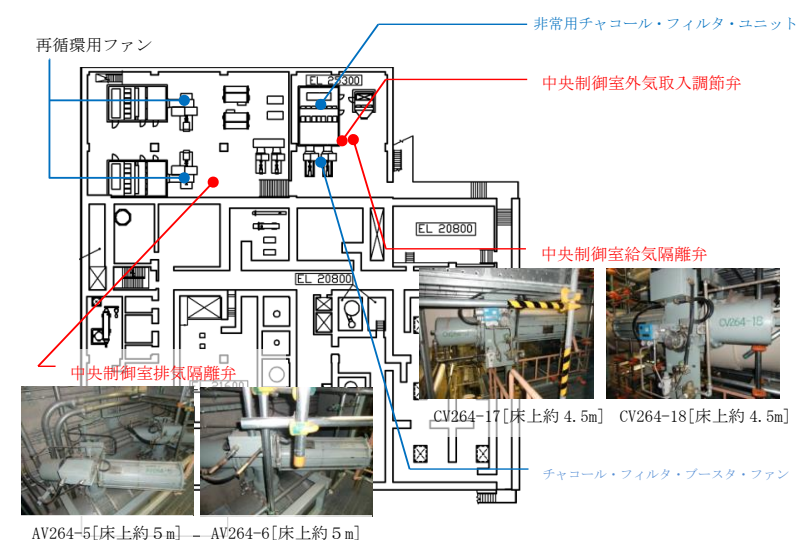 非常用チャコール・フィルタ・ユニット
再循環用ファン
中央制御室外気取入調節弁
EL 20800
中央制御室給気隔離弁
EL 20800
CV264-18
中央制御室排気隔離弁
CV264-17[床上約 4.5m]
CV264-18[床上約 4.5m]
チャコール・フィルタ・ブースタ・ファン
AV264-5[床上約５m]
AV264-6[床上約５m]